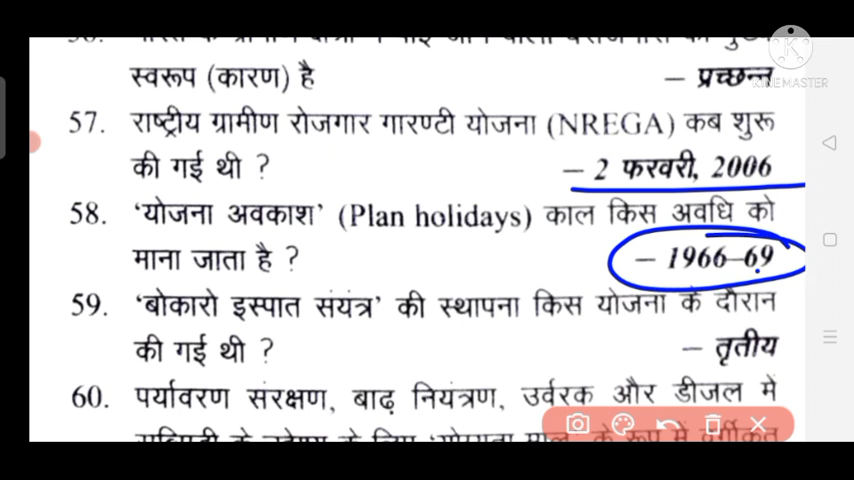 स्वरूप (कारण) है – प्रच्छन्न
KINEMASTER
57. राष्ट्रीय ग्रामीण रोजगार गारण्टी योजना (NREGA) कब शुरू
की गई थी ? – 2 फरवरी, 2006
58. ‘योजना अवकाश’ (Plan holidays) काल किस अवधि को
माना जाता है ? – 1966–69
59. ‘बोकारो इस्पात संयंत्र’ की स्थापना किस योजना के दौरान
की गई थी ? – तृतीय
60. पर्यावरण संरक्षण, बाढ़ नियंत्रण, उर्वरक और डीजल में